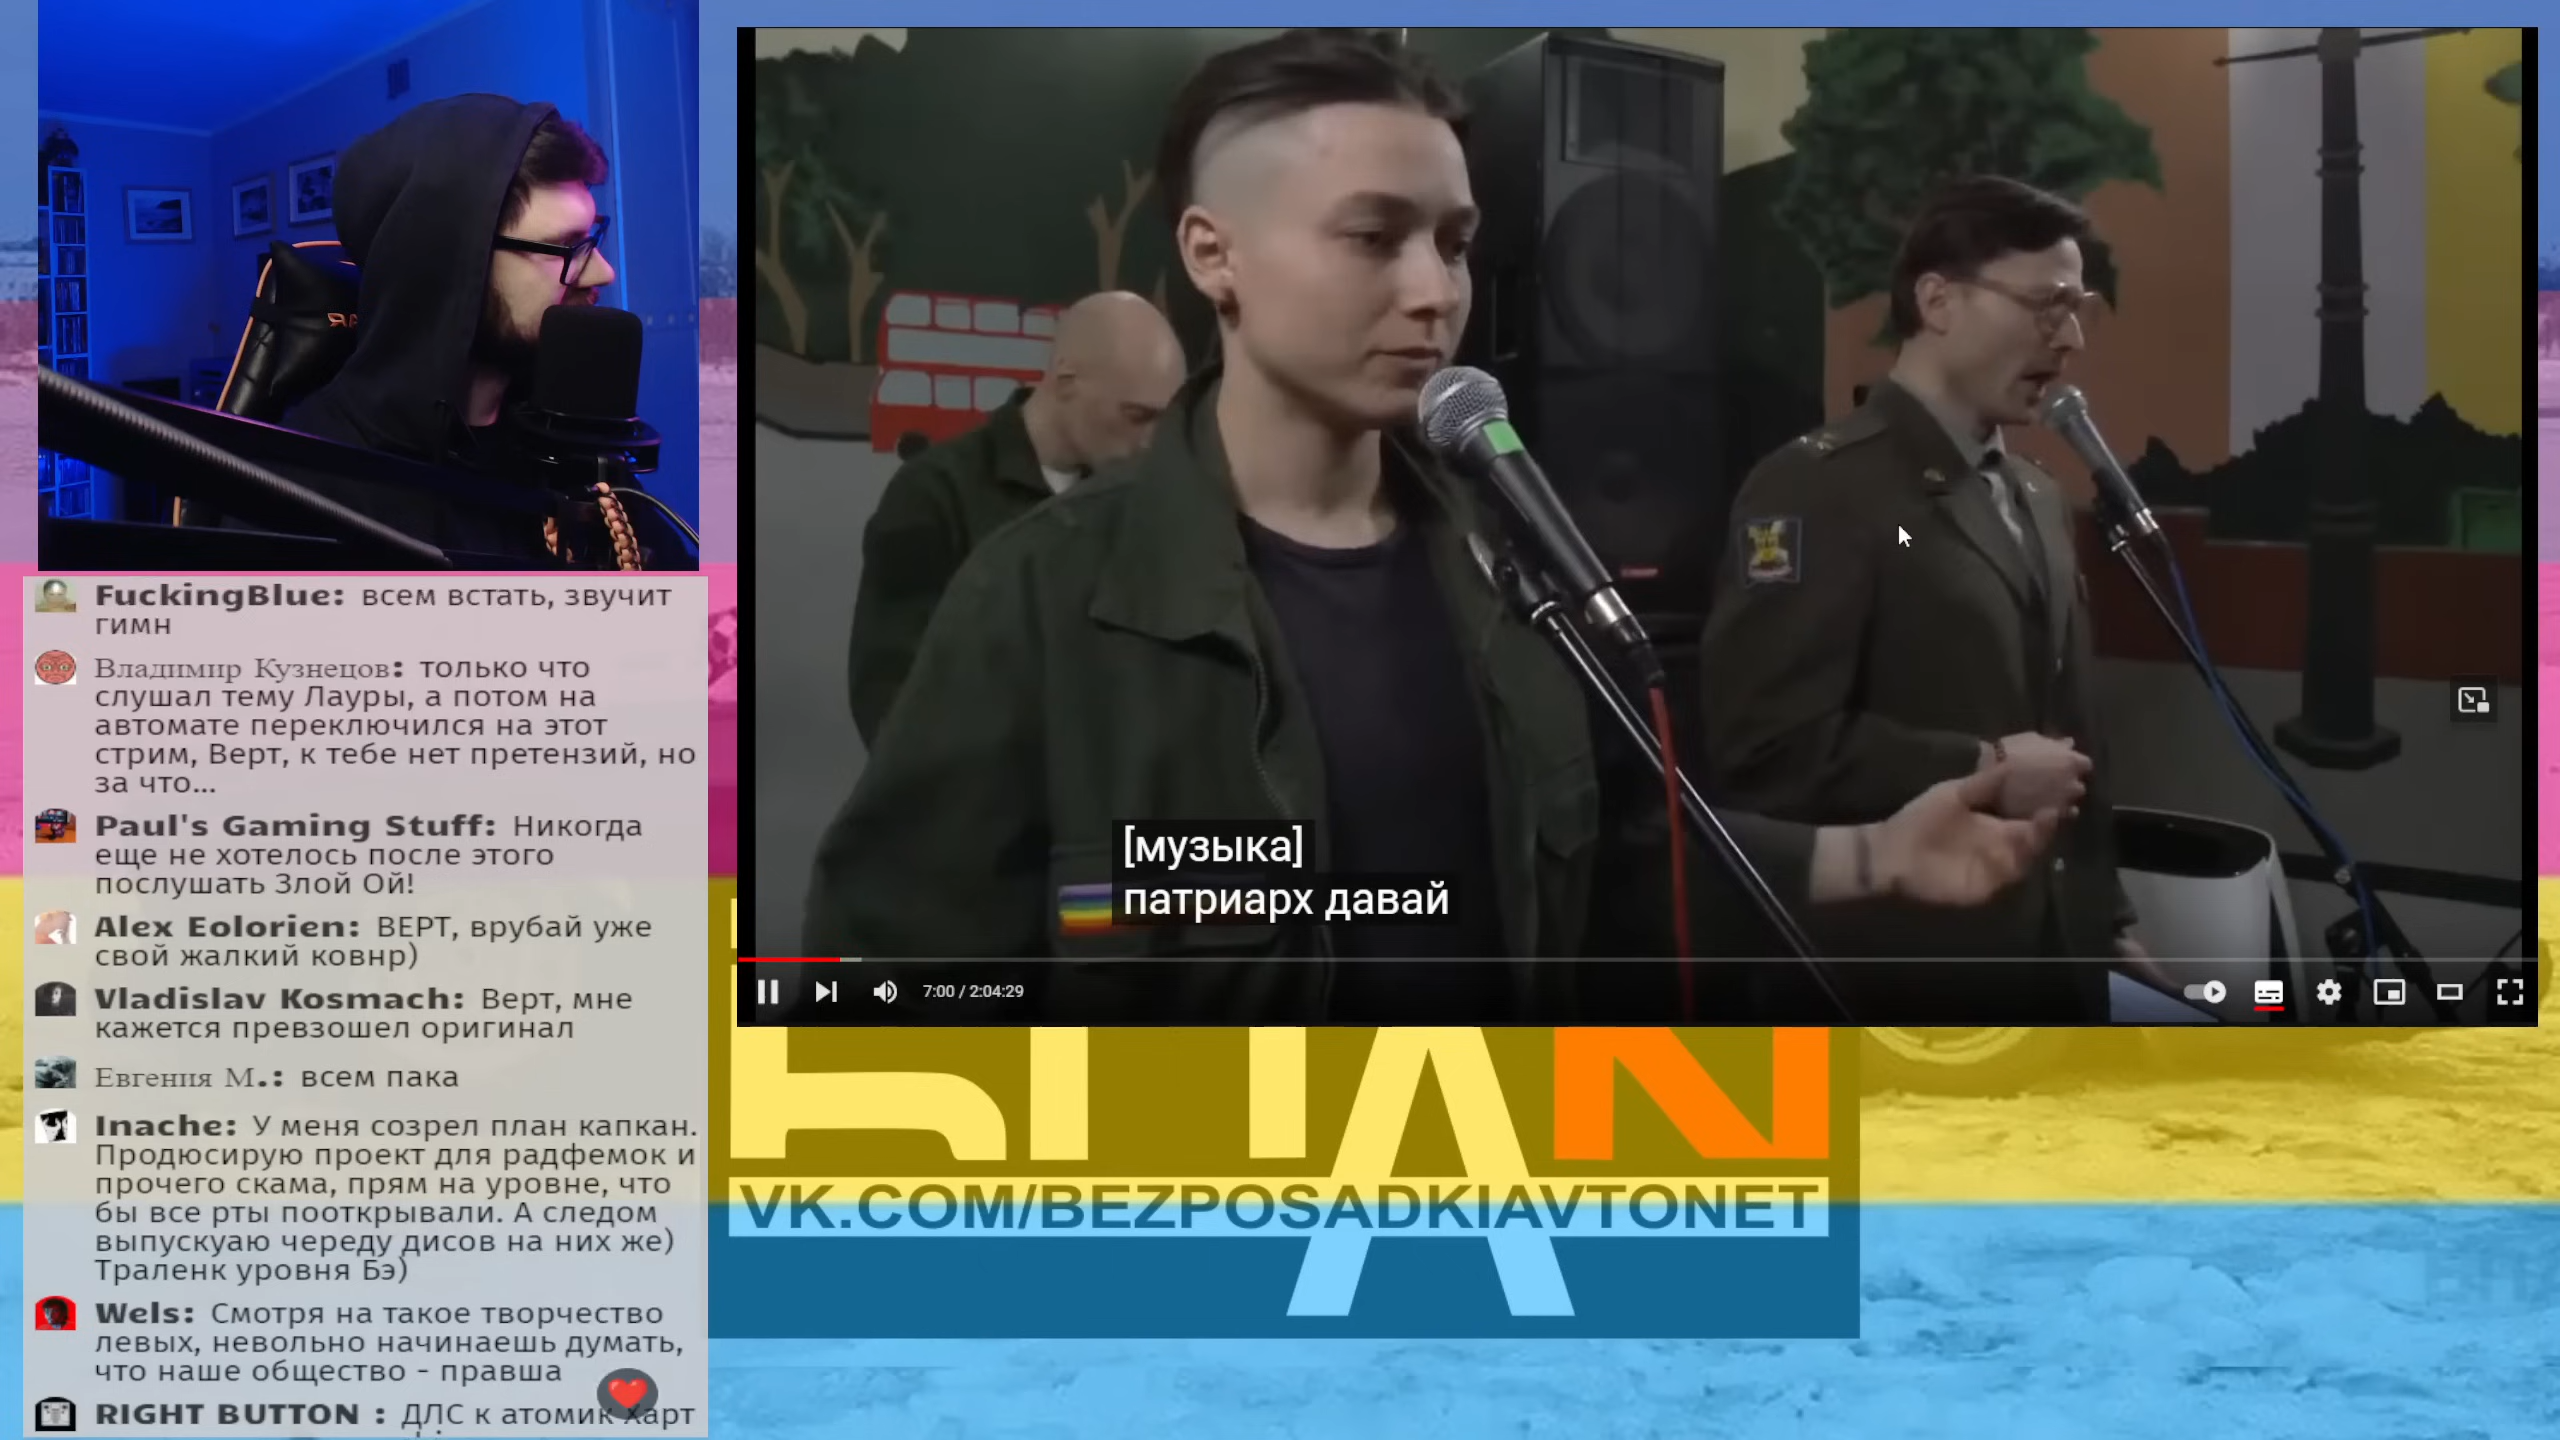 FuckingBlue: всем встать, звучит
гимн
Владимир Кузнецов: только что
слушал тему Лауры, а потом на
автомате переключился на этот
стрим, Верт, к тебе нет претензий, но
за что...
Paul's Gaming Stuff: Никогда
еще не хотелось после этого
послушать Злой Ой!
Alex Eolorien: ВЕРТ, врубай уже
свой жалкий ковнр)
Vladislav Kosmach: Верт, мне
кажется превзошел оригинал
Евгения М.: всем пака
Inache: У меня созрел план капкан.
Продюсирую проект для радфемок и
прочего скама, прям на уровне, что
бы все рты пооткрывали. А следом
выпускуаю череду дисов на них же)
Траленк уровня Бэ)
Wels: Смотря на такое творчество
левых, невольно начинаешь думать,
что наше общество - правша
RIGHT BUTTON : ДЛС к атомик Харт
[музыка]
патриарх давай
7:00 / 2:04:29
VK.COM/BEZPOSADKIAVTONET